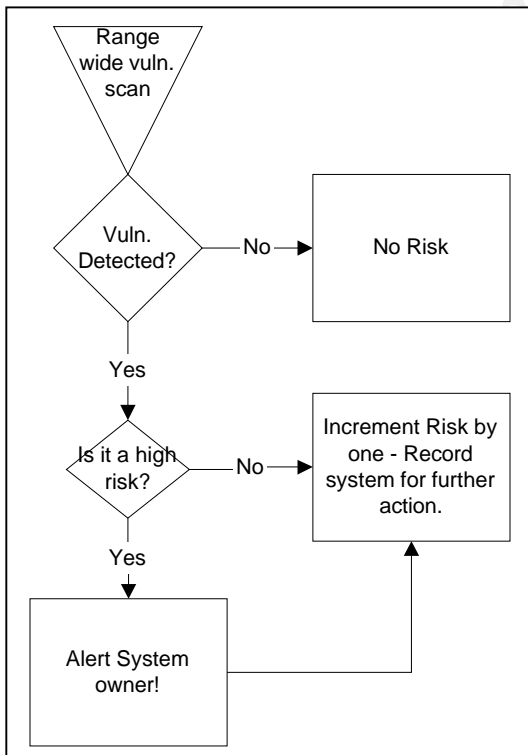 Range
wide vuln.
scan
Vuln.
Detected?
No
No Risk
Yes
Is it a high
risk?
No
Increment Risk by
one - Record
system for further
action.
Yes
Alert System
owner!